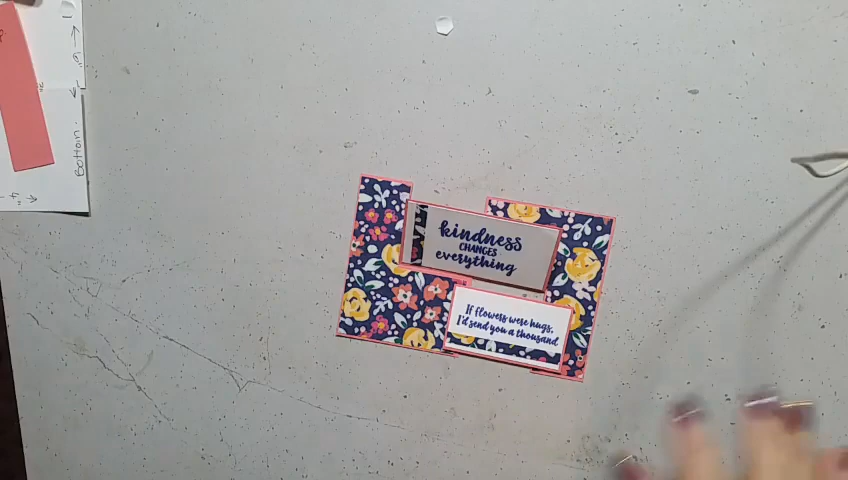 Bottom.
kindness
CHANGES
everything
If flowers were hugs,
I'd send you a thousand